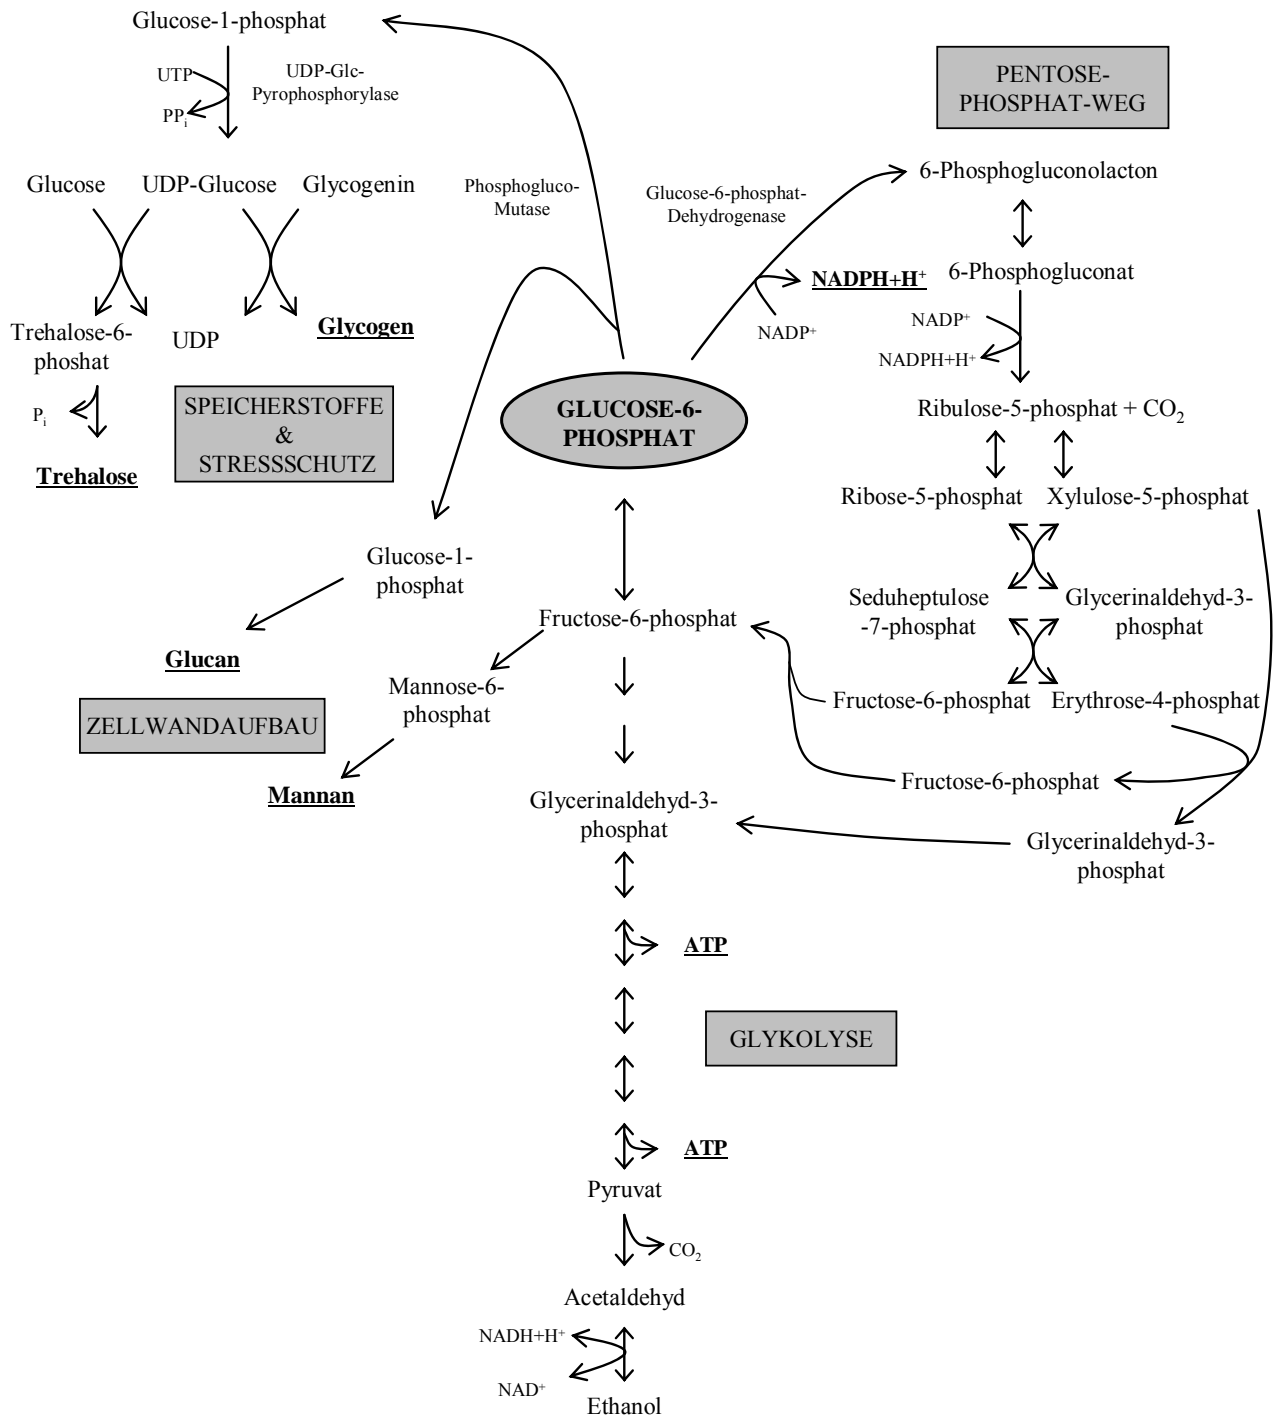 Glucose-1-phosphat
UTP
PPi
UDP-Glc-
Pyrophosphorylase
Glucose
UDP-Glucose
Glycogenin
Trehalose-6-
phoshat
UDP
Glycogen
Pi
Trehalose
SPEICHERSTOFFE
&
STRESSSCHUTZ
Phosphogluco-
Mutase
Glucose-6-phosphat-
Dehydrogenase
PENTOSE-
PHOSPHAT-WEG
6-Phosphogluconolacton
NADPH+H⁺
NADP⁺
6-Phosphogluconat
NADP⁺
NADPH+H⁺
GLUCOSE-6-
PHOSPHAT
Ribulose-5-phosphat + CO₂
Ribose-5-phosphat
Xylulose-5-phosphat
Seduheptulose
-7-phosphat
Glycerinaldehyd-3-
phosphat
Fructose-6-phosphat
Erythrose-4-phosphat
Fructose-6-phosphat
Glycerinaldehyd-3-
phosphat
Glucose-1-
phosphat
Glucan
Fructose-6-phosphat
Mannose-6-
phosphat
ZELLWANDAUFBAU
Mannan
Glycerinaldehyd-3-
phosphat
ATP
GLYKOLYSE
ATP
Pyruvat
CO₂
Acetaldehyd
NADH+H⁺
NAD⁺
Ethanol